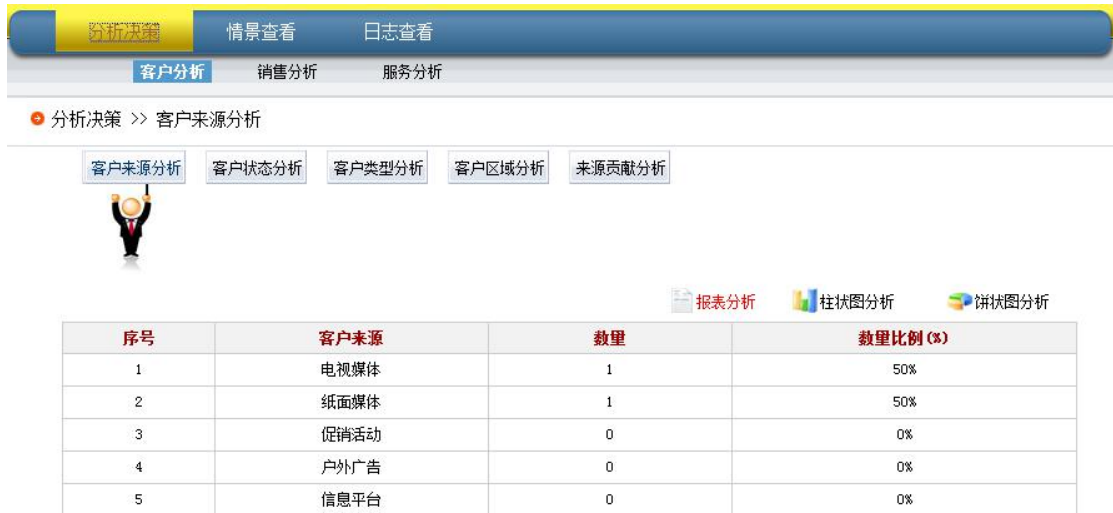 分析决策 情景查看 日志查看
客户分析 销售分析 服务分析
分析决策 >> 客户来源分析
客户来源分析 客户状态分析 客户类型分析 客户区域分析 来源贡献分析
报表分析 柱状图分析 饼状图分析
序号 客户来源 数量 数量比例(%)
1 电视媒体 1 50%
2 纸面媒体 1 50%
3 促销活动 0 0%
4 户外广告 0 0%
5 信息平台 0 0%